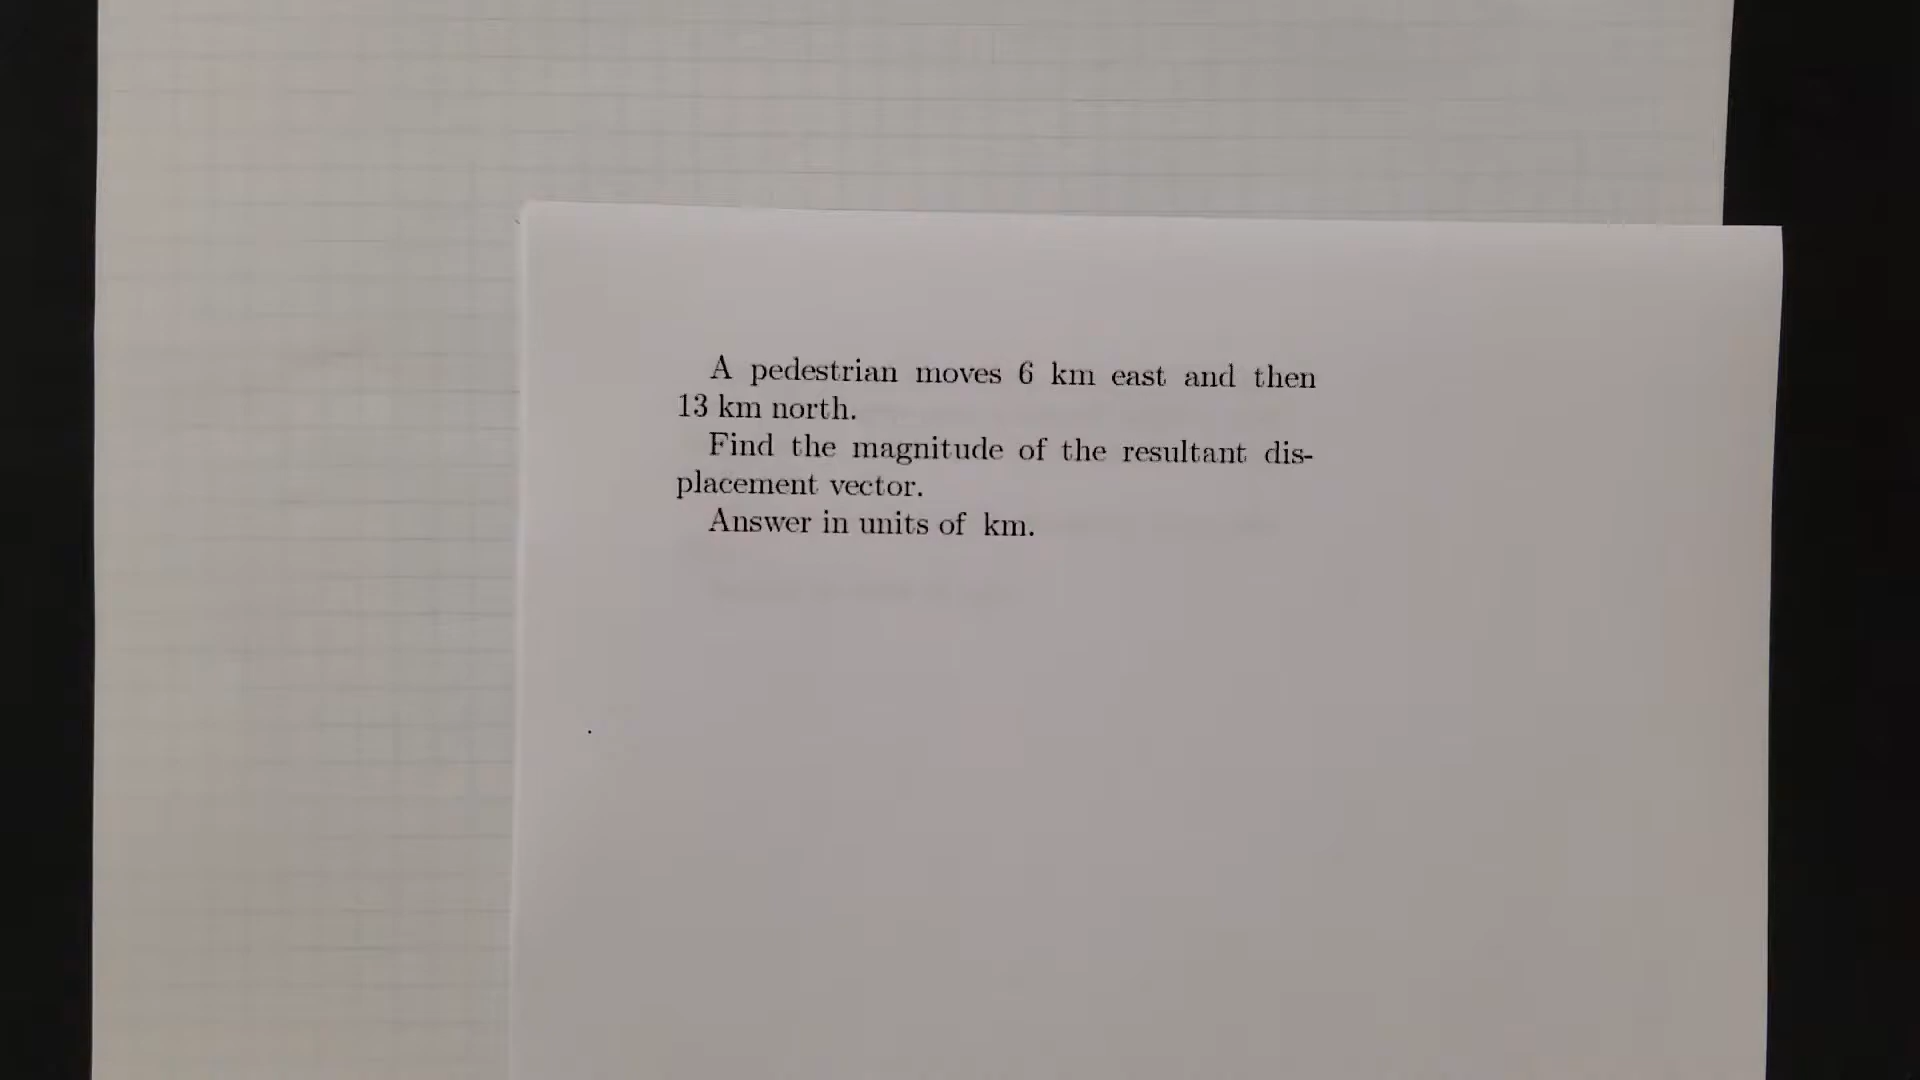 A pedestrian moves 6 km east and then
13 km north.
Find the magnitude of the resultant dis-
placement vector.
Answer in units of km.